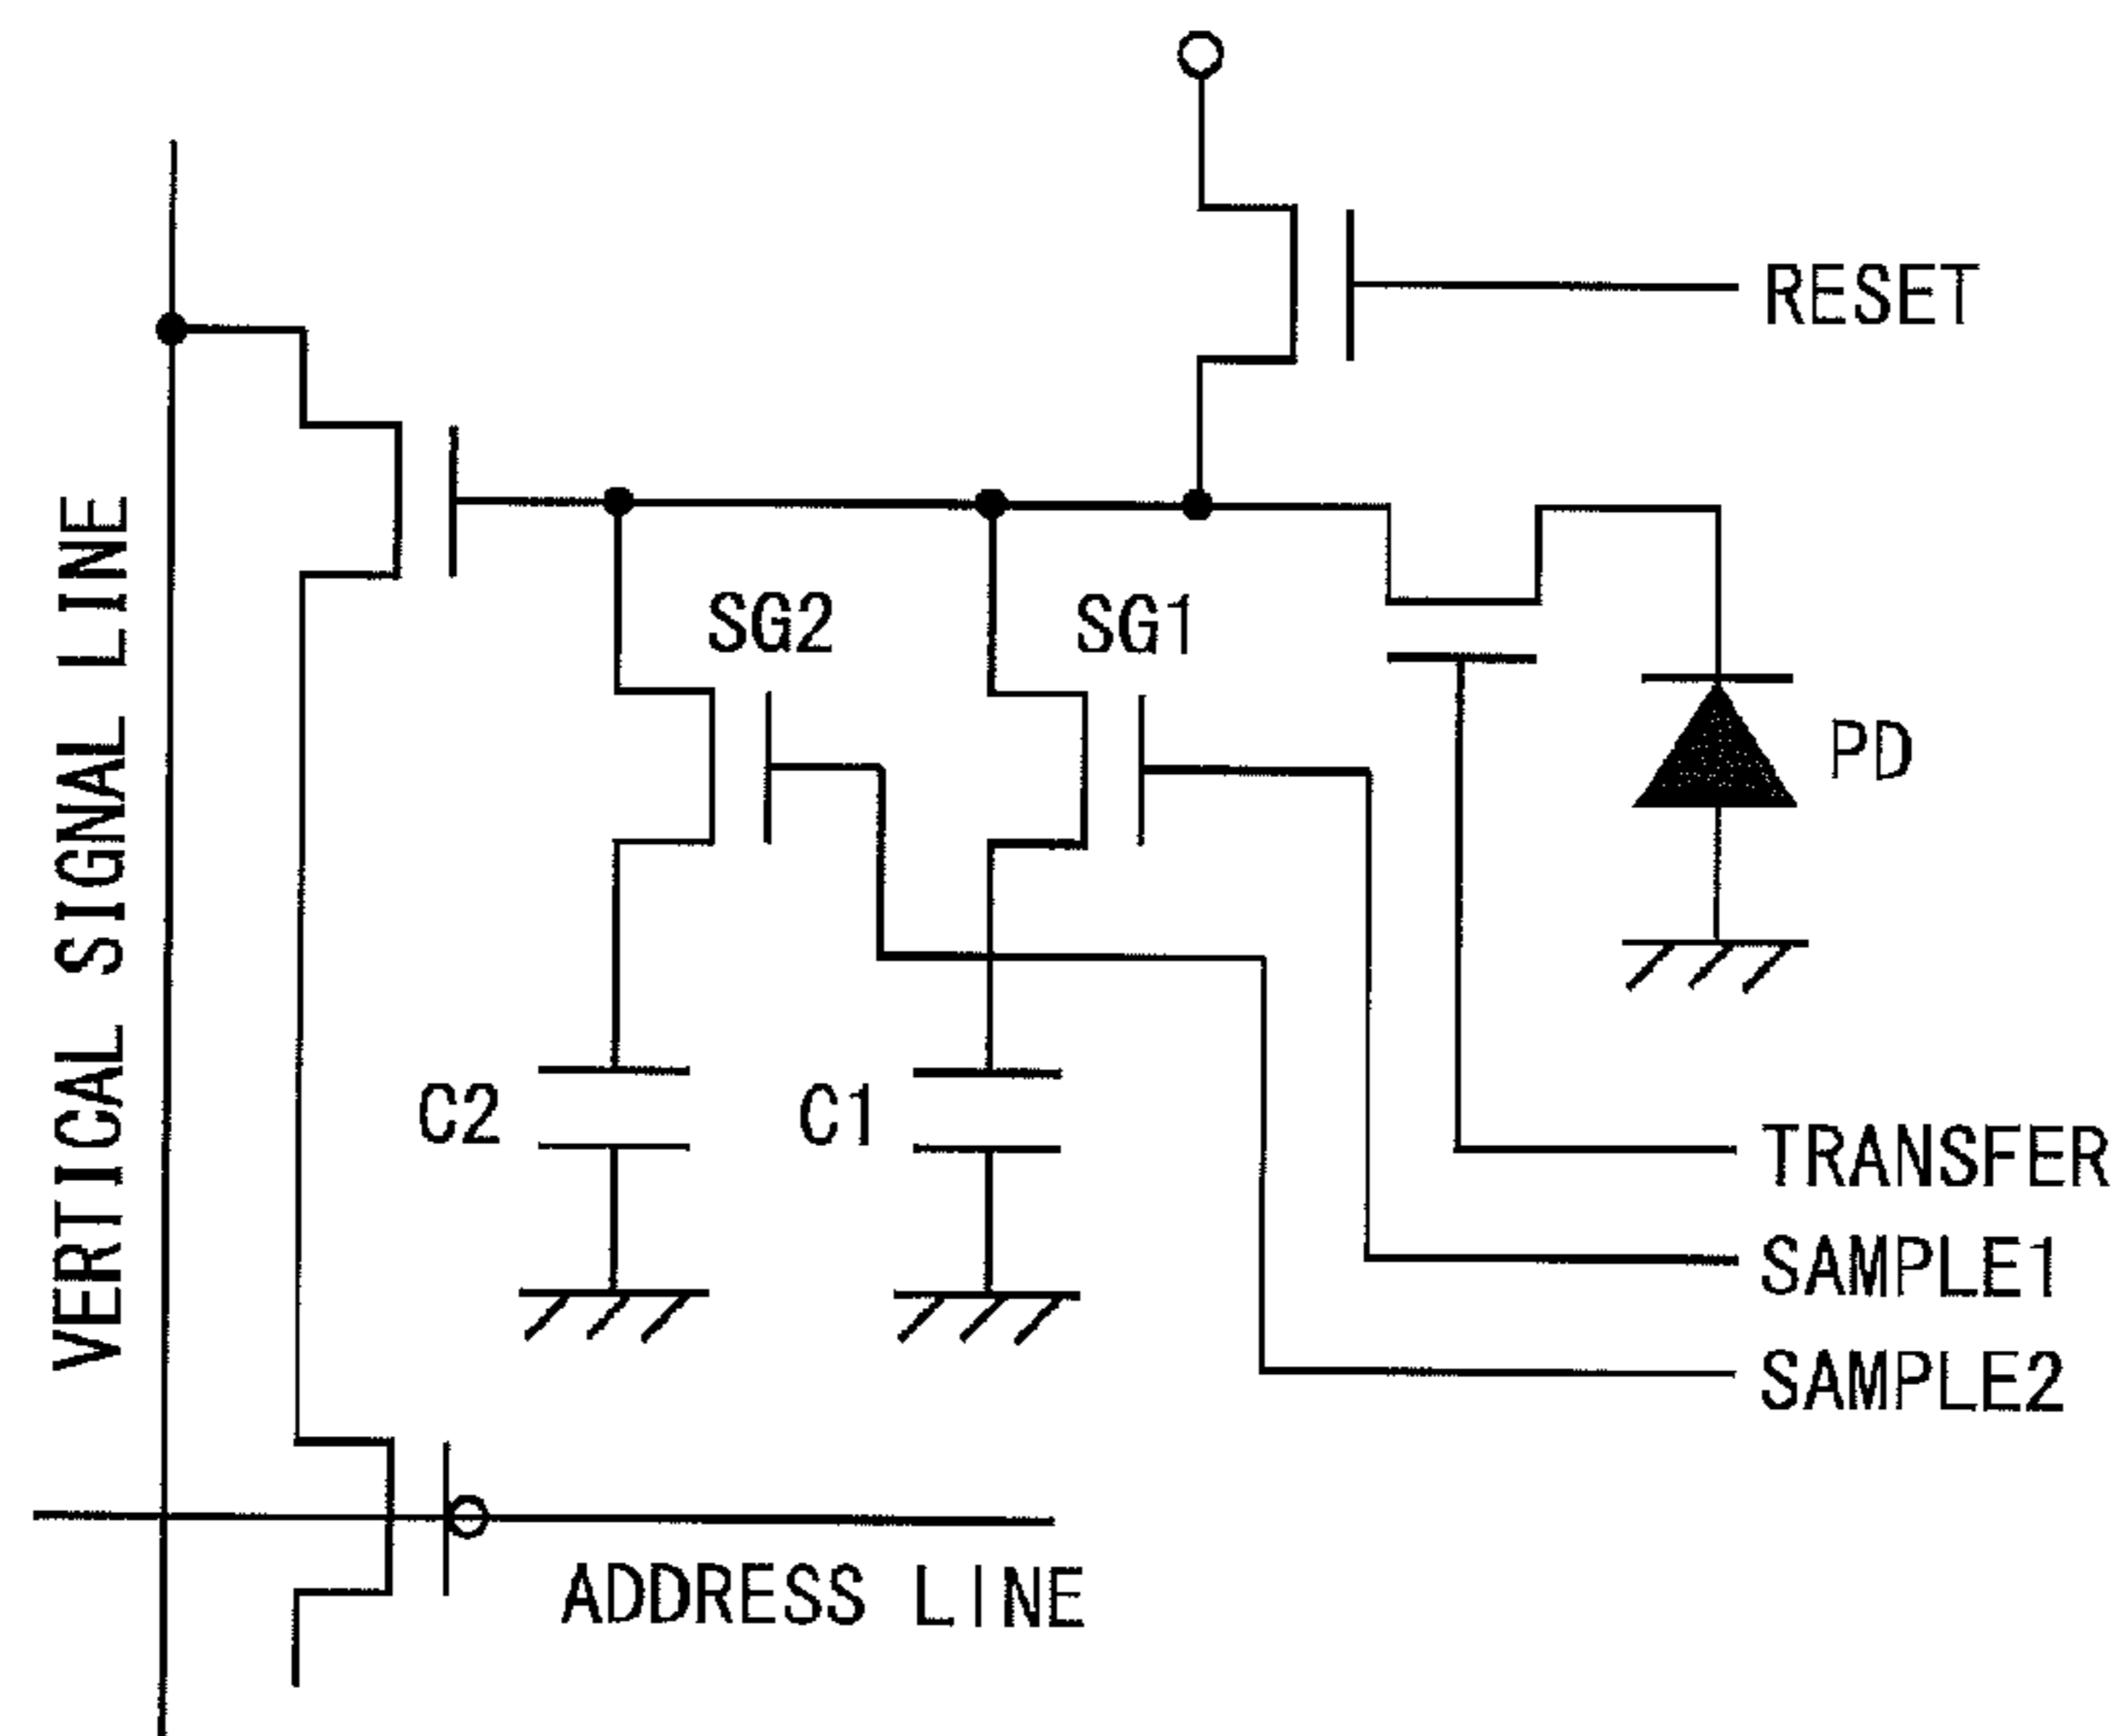 RESET
VERTICAL SIGNAL LINE
SG2
SG1
PD
C2
C1
TRANSFER
SAMPLE1
SAMPLE2
ADDRESS LINE